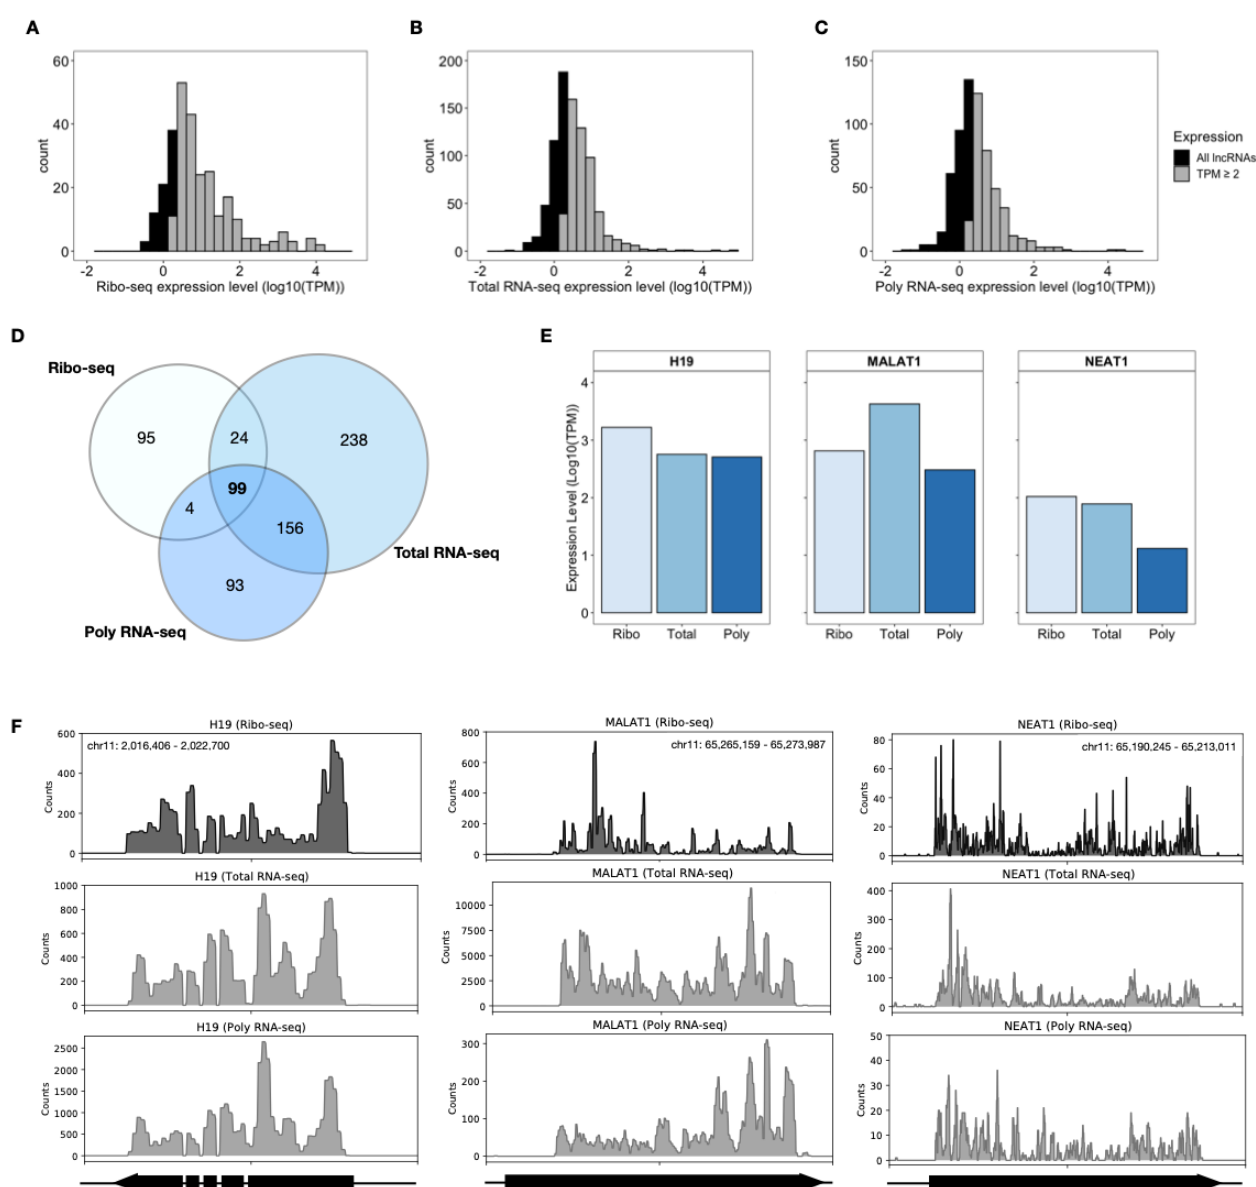 A
B
C
60
40
20
0
count
-2 0 2 4
Ribo-seq expression level (log10(TPM))
200
150
100
50
0
count
-2 0 2 4
Total RNA-seq expression level (log10(TPM))
150
100
50
0
count
-2 0 2 4
Poly RNA-seq expression level (log10(TPM))
Expression
All lncRNAs
TPM ≥ 2
D
Ribo-seq
95
24
238
99
4
156
93
Total RNA-seq
Poly RNA-seq
E
H19
MALAT1
NEAT1
Expression Level (Log10(TPM))
4
3
2
1
0
Ribo Total Poly
Ribo Total Poly
Ribo Total Poly
F
H19 (Ribo-seq)
chr11: 2,016,406 - 2,022,700
600
400
200
0
Counts
MALAT1 (Ribo-seq)
chr11: 65,265,159 - 65,273,987
800
600
400
200
0
Counts
NEAT1 (Ribo-seq)
chr11: 65,190,245 - 65,213,011
80
60
40
20
0
Counts
H19 (Total RNA-seq)
1000
800
600
400
200
0
Counts
MALAT1 (Total RNA-seq)
10000
7500
5000
2500
0
Counts
NEAT1 (Total RNA-seq)
400
300
200
100
0
Counts
H19 (Poly RNA-seq)
2500
2000
1500
1000
500
0
Counts
MALAT1 (Poly RNA-seq)
300
200
100
0
Counts
NEAT1 (Poly RNA-seq)
50
40
30
20
10
0
Counts